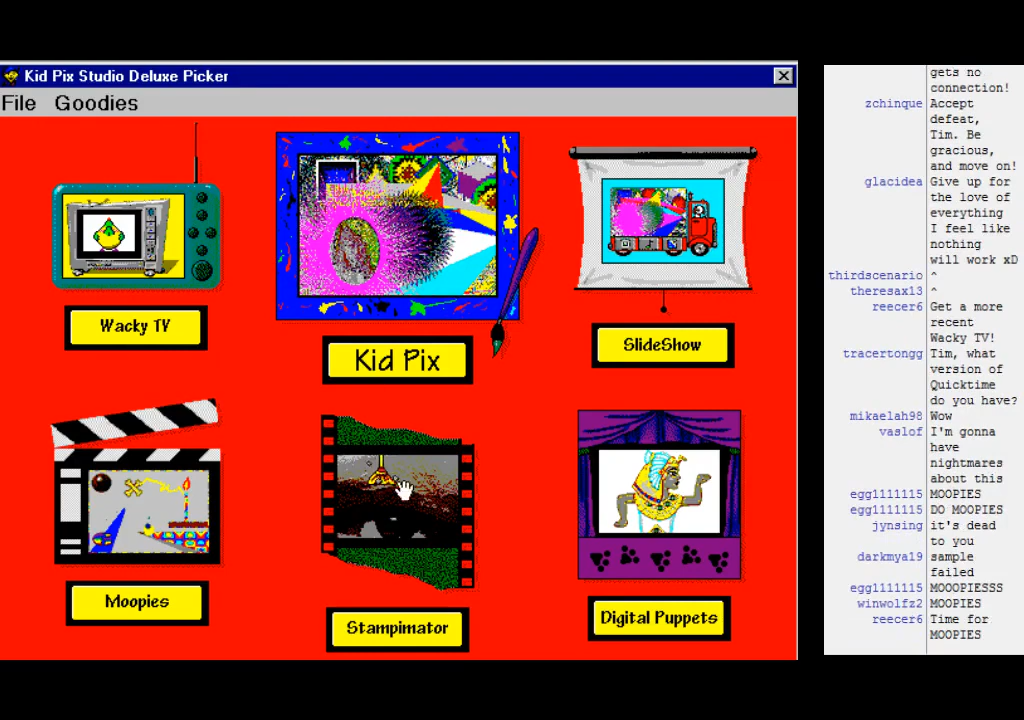 Kid Pix Studio Deluxe Picker
File Goodies
Wacky TV
Kid Pix
SlideShow
Moopies
Stampimator
Digital Puppets
gets no
connection!
zchinque Accept
defeat,
Tim. Be
gracious,
and move on!
glacidea Give up for
the love of
everything
I feel like
nothing
will work xD
thirdscenario ^
theresax13 ^
reecer6 Get a more
recent
Wacky TV!
tracertongg Tim, what
version of
Quicktime
do you have?
mikaelah98 Wow
vaslof I'm gonna
have
nightmares
about this
egg1111115 MOOPIES
egg1111115 DO MOOPIES
jynsing it's dead
to you
darkmya19 sample
failed
egg1111115 MOOOPIESSS
winwolfz2 MOOPIES
reecer6 Time for
MOOPIES